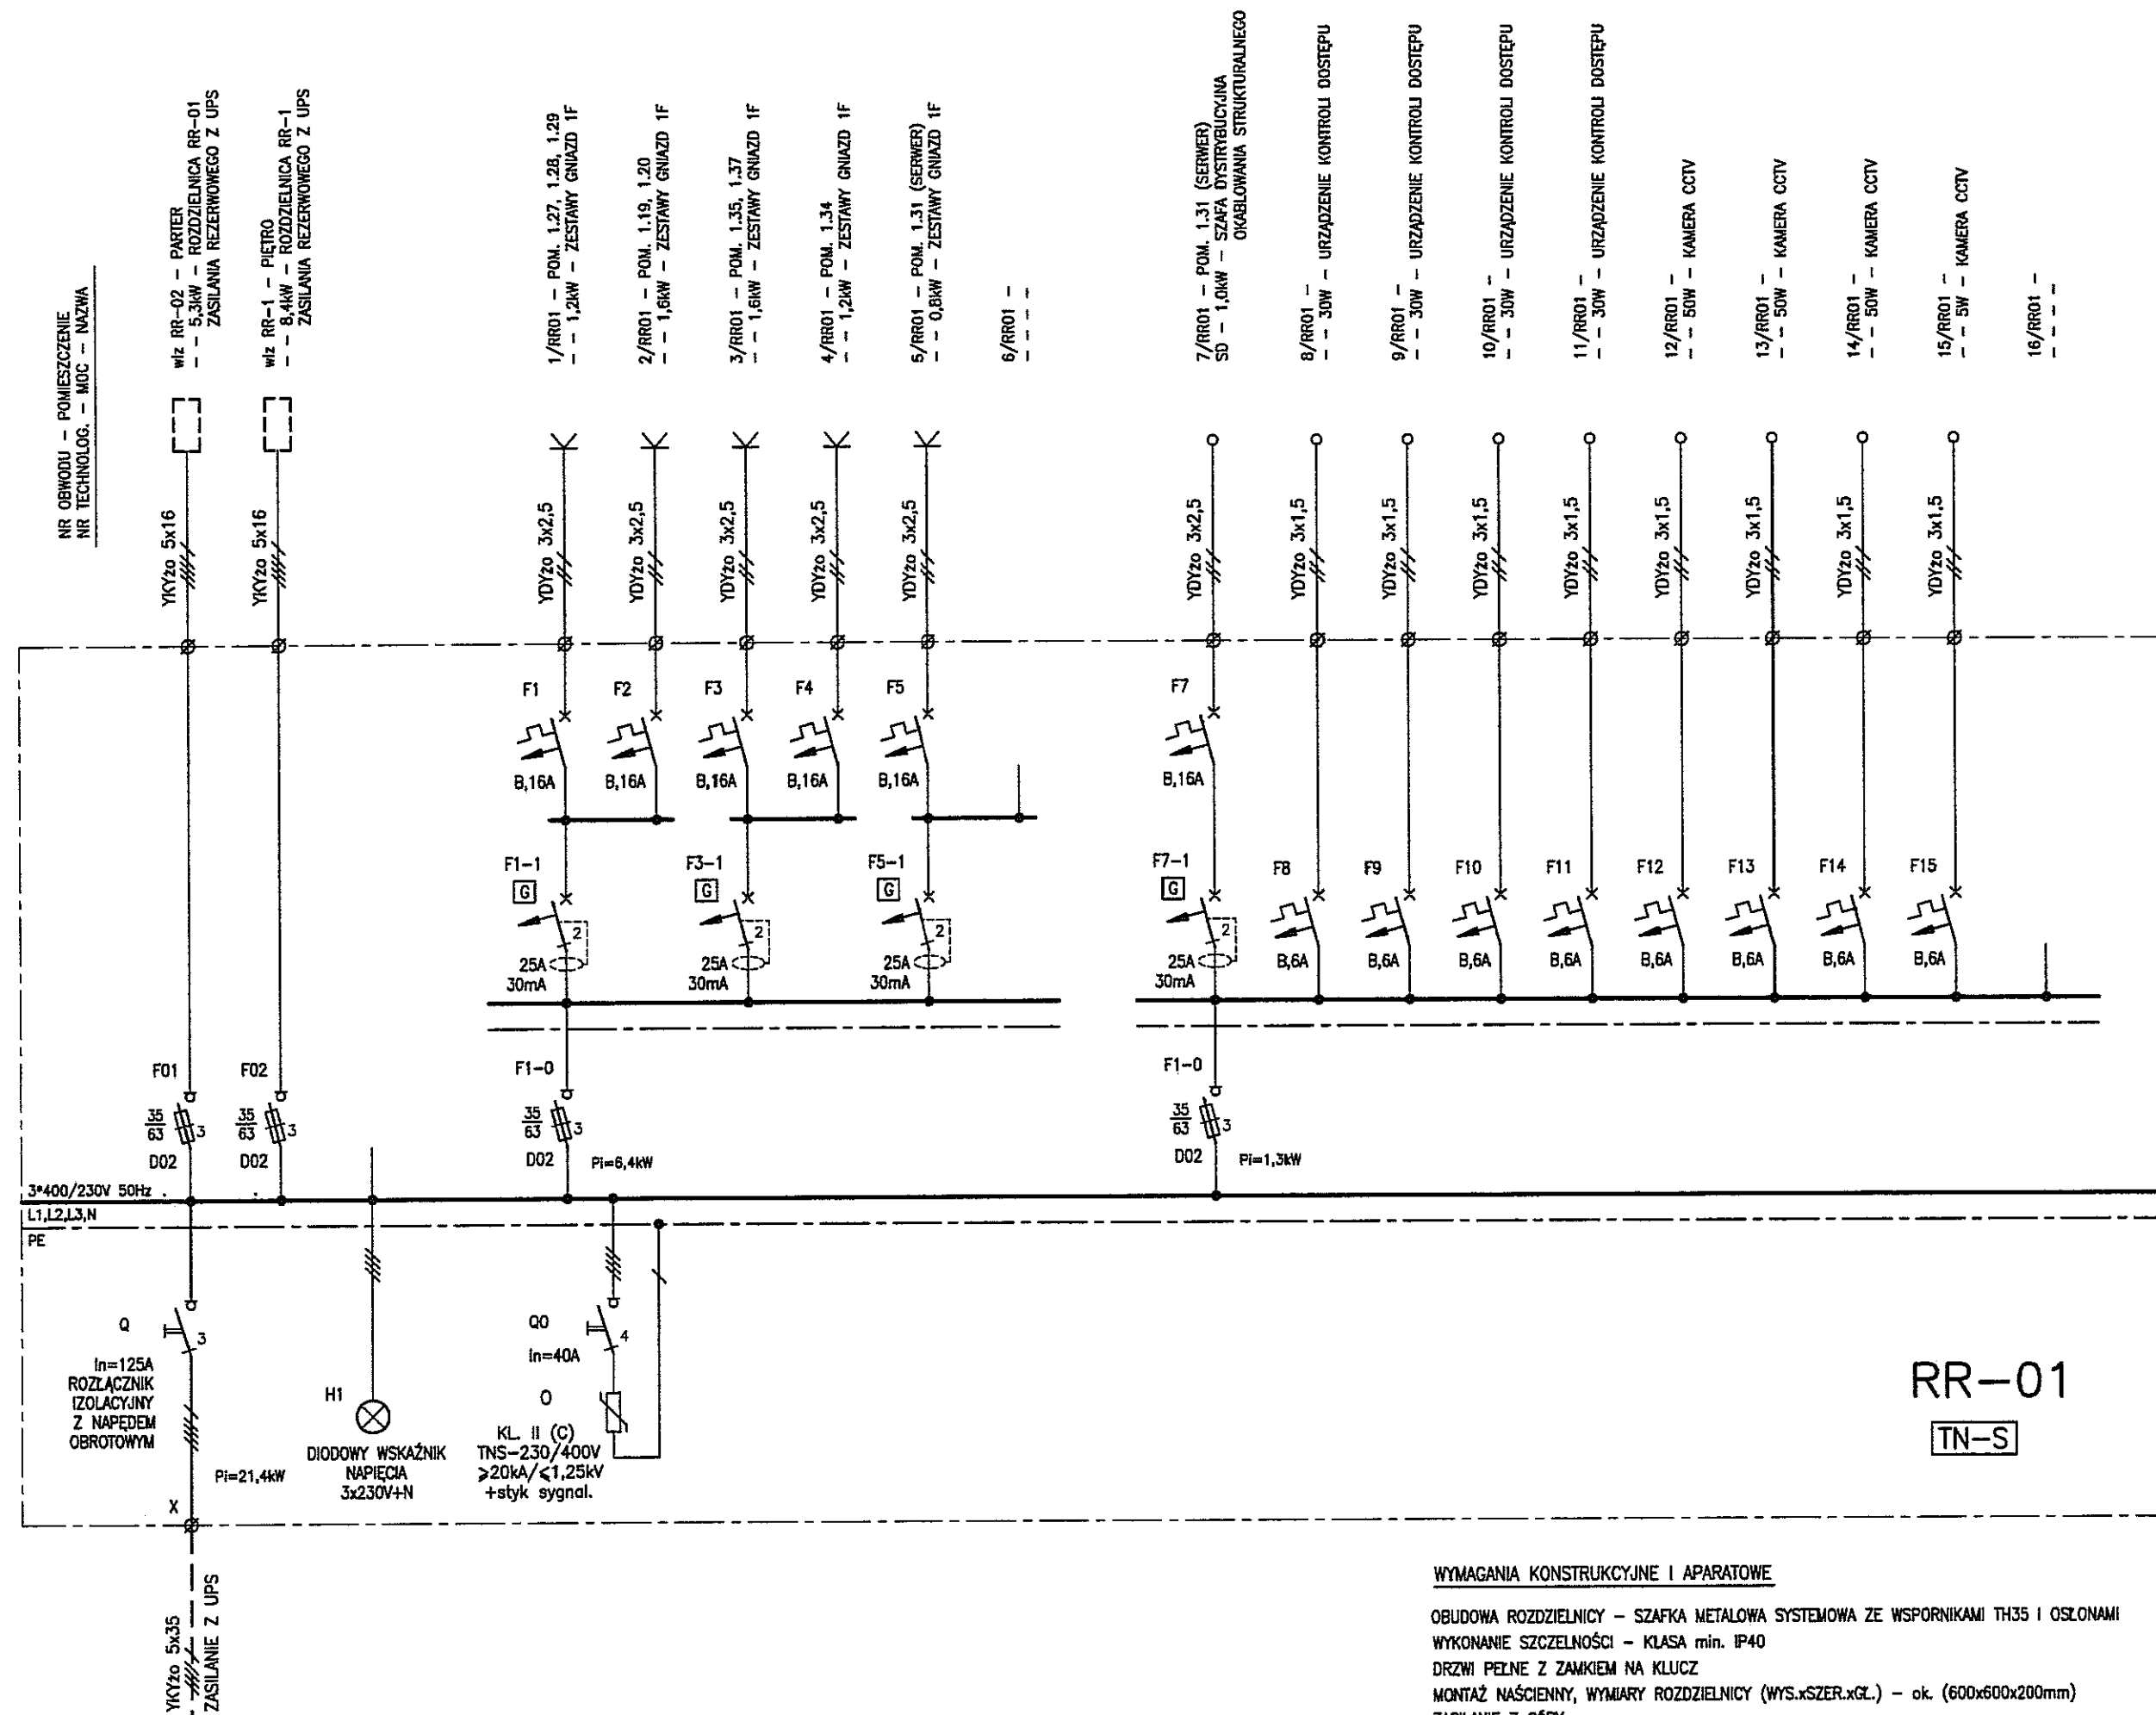 NR OBWODU – POMIESZCZENIE
NR TECHNOLOG. – MOC – NAZWA
wlz RR–02 – PARTER
– – 5,3kW – ROZDZIELNICA RR–01
ZASILANIA REZERWOWEGO Z UPS
wlz RR–1 – PIĘTRO
– – 8,4kW – ROZDZIELNICA RR–1
ZASILANIA REZERWOWEGO Z UPS
1/RR01 – POM. 1.27, 1.28, 1.29
– – 1,2kW – ZESTAWY GNIAZD 1F
2/RR01 – POM. 1.19, 1.20
– – 1,6kW – ZESTAWY GNIAZD 1F
3/RR01 – POM. 1.35, 1.37
– – 1,6kW – ZESTAWY GNIAZD 1F
4/RR01 – POM. 1.34
– – 1,2kW – ZESTAWY GNIAZD 1F
5/RR01 – POM. 1.31 (SERWER)
– – 0,8kW – ZESTAWY GNIAZD 1F
6/RR01 –
– – – –
7/RR01 – POM. 1.31 (SERWER)
SD – 1,0kW – SZAFA DYSTRYBUCYJNA
OKABLOWANIA STRUKTURALNEGO
8/RR01 –
– – 30W – URZĄDZENIE KONTROLI DOSTĘPU
9/RR01 –
– – 30W – URZĄDZENIE KONTROLI DOSTĘPU
10/RR01 –
– – 30W – URZĄDZENIE KONTROLI DOSTĘPU
11/RR01 –
– – 30W – URZĄDZENIE KONTROLI DOSTĘPU
12/RR01 –
– – 50W – KAMERA CCTV
13/RR01 –
– – 50W – KAMERA CCTV
14/RR01 –
– – 50W – KAMERA CCTV
15/RR01 –
– – 5W – KAMERA CCTV
16/RR01 –
– – – –
YKYżo 5x16
YKYżo 5x16
YDYżo 3x2,5
YDYżo 3x2,5
YDYżo 3x2,5
YDYżo 3x2,5
YDYżo 3x2,5
YDYżo 3x2,5
YDYżo 3x1,5
YDYżo 3x1,5
YDYżo 3x1,5
YDYżo 3x1,5
YDYżo 3x1,5
YDYżo 3x1,5
YDYżo 3x1,5
YDYżo 3x1,5
F1 F2 F3 F4 F5 F7
B,16A B,16A B,16A B,16A B,16A B,16A
F1–1 F3–1 F5–1 F7–1 F8 F9 F10 F11 F12 F13 F14 F15
G G G G
2 2 2 2
25A 25A 25A 25A B,6A B,6A B,6A B,6A B,6A B,6A B,6A B,6A
30mA 30mA 30mA 30mA
F01 F02 F1–0 F1–0
35 35 35 35
63 63 63 63
3 3 3 3
D02 D02 D02 Pi=6,4kW D02 Pi=1,3kW
3*400/230V 50Hz
L1,L2,L3,N
PE
Q
3
In=125A
ROZŁĄCZNIK
IZOLACYJNY
Z NAPĘDEM
OBROTOWYM
Pi=21,4kW
X
H1
DIODOWY WSKAŹNIK
NAPIĘCIA
3x230V+N
Q0
4
In=40A
O
KL. II (C)
TNS–230/400V
≥20kA/≤1,25kV
+styk sygnal.
RR–01
TN–S
YKYżo 5x35
ZASILANIE Z UPS
WYMAGANIA KONSTRUKCYJNE I APARATOWE
OBUDOWA ROZDZIELNICY – SZAFKA METALOWA SYSTEMOWA ZE WSPORNIKAMI TH35 I OSŁONAMI
WYKONANIE SZCZELNOŚCI – KLASA min. IP40
DRZWI PEŁNE Z ZAMKIEM NA KLUCZ
MONTAŻ NAŚCIENNY, WYMIARY ROZDZIELNICY (WYS.xSZER.xGŁ.) – ok. (600x600x200mm)
ZASILANIE Z GÓRY